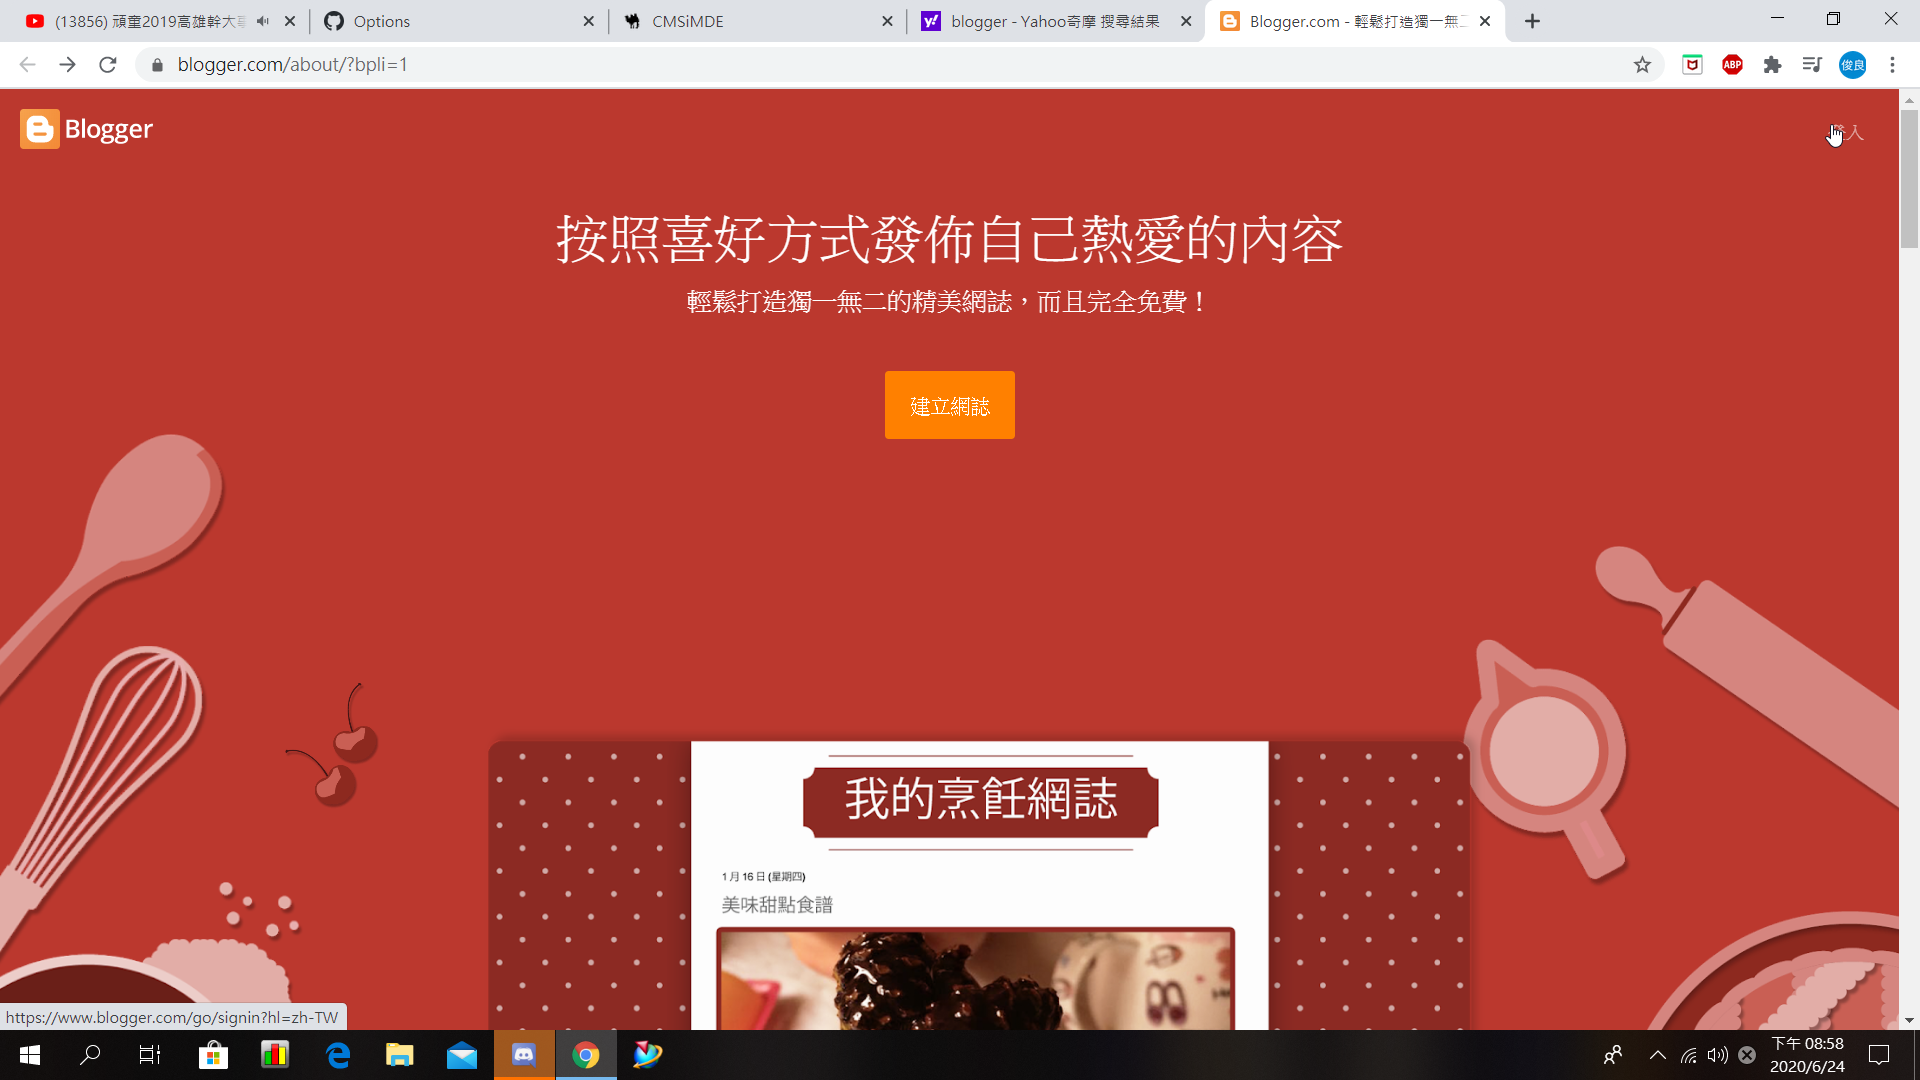 (13856) 頑童2019高雄幹大
Options
CMSiMDE
blogger - Yahoo奇摩 搜尋結果
Blogger.com - 輕鬆打造獨一無二
blogger.com/about/?bpli=1
ABP
俊良
Blogger
入
按照喜好方式發佈自己熱愛的內容
輕鬆打造獨一無二的精美網誌，而且完全免費！
建立網誌
我的烹飪網誌
1 月 16 日 (星期四)
美味甜點食譜
https://www.blogger.com/go/signin?hl=zh-TW
下午 08:58
2020/6/24